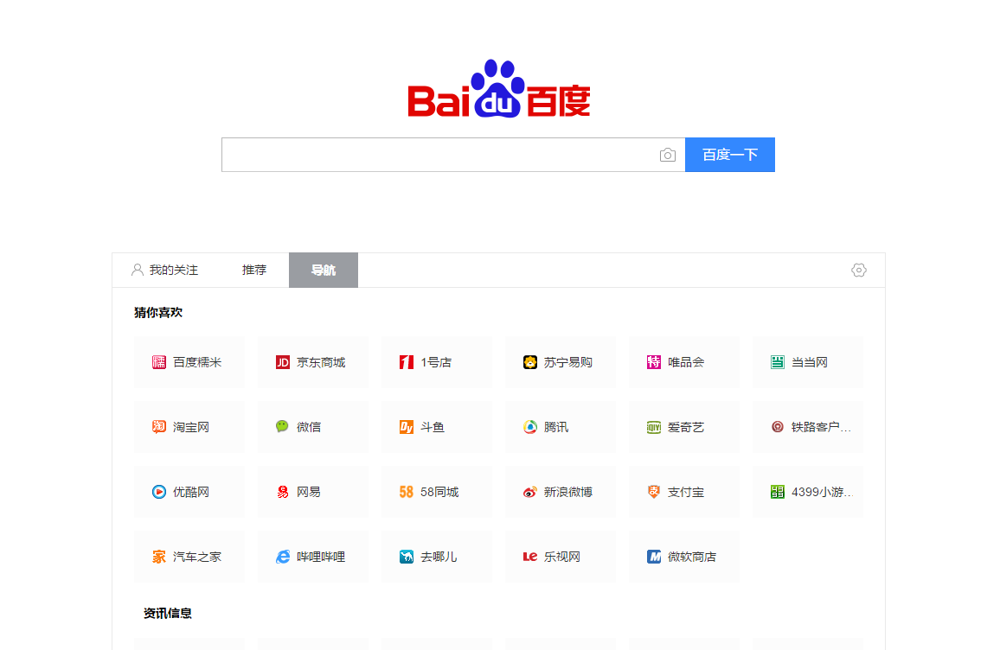 Baidu百度
百度一下
我的关注 推荐 导航
猜你喜欢
百度糯米 京东商城 1号店 苏宁易购 唯品会 当当网
淘宝网 微信 斗鱼 腾讯 爱奇艺 铁路客户...
优酷网 网易 58同城 新浪微博 支付宝 4399小游...
汽车之家 哔哩哔哩 去哪儿 乐视网 微软商店
资讯信息